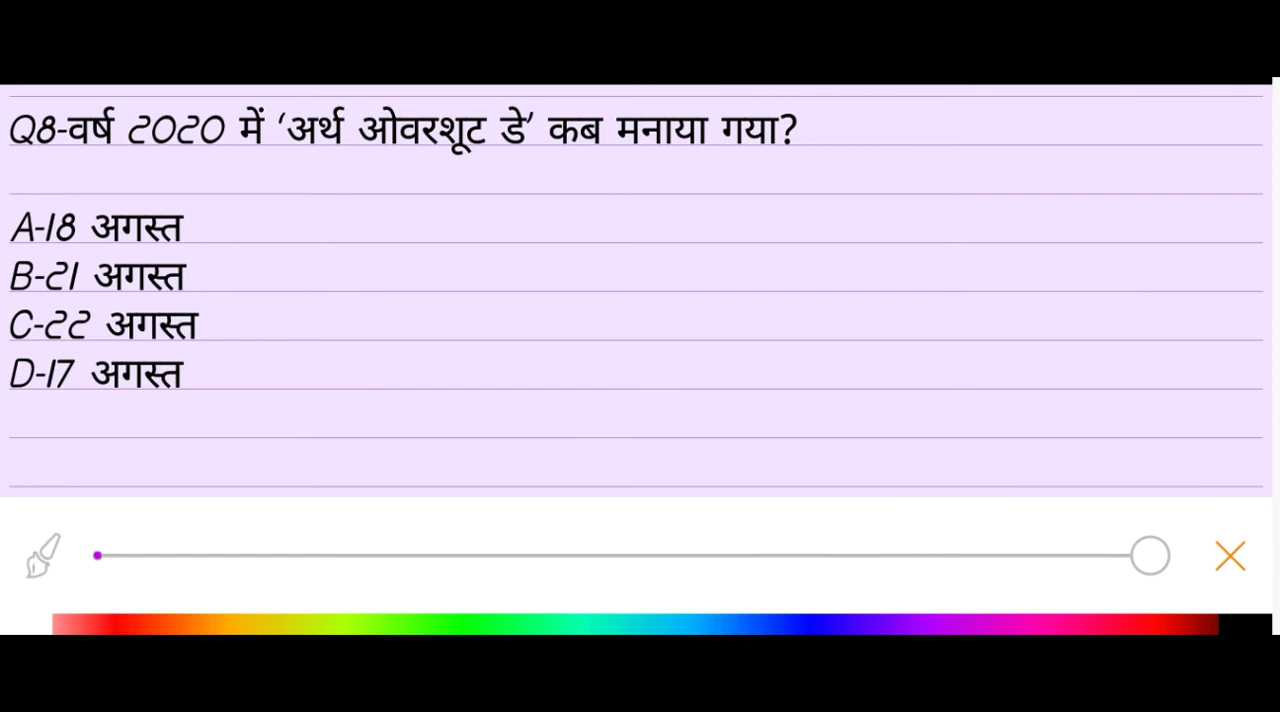 Q8-वर्ष 2020 में ‘अर्थ ओवरशूट डे’ कब मनाया गया?
A-18 अगस्त
B-21 अगस्त
C-22 अगस्त
D-17 अगस्त